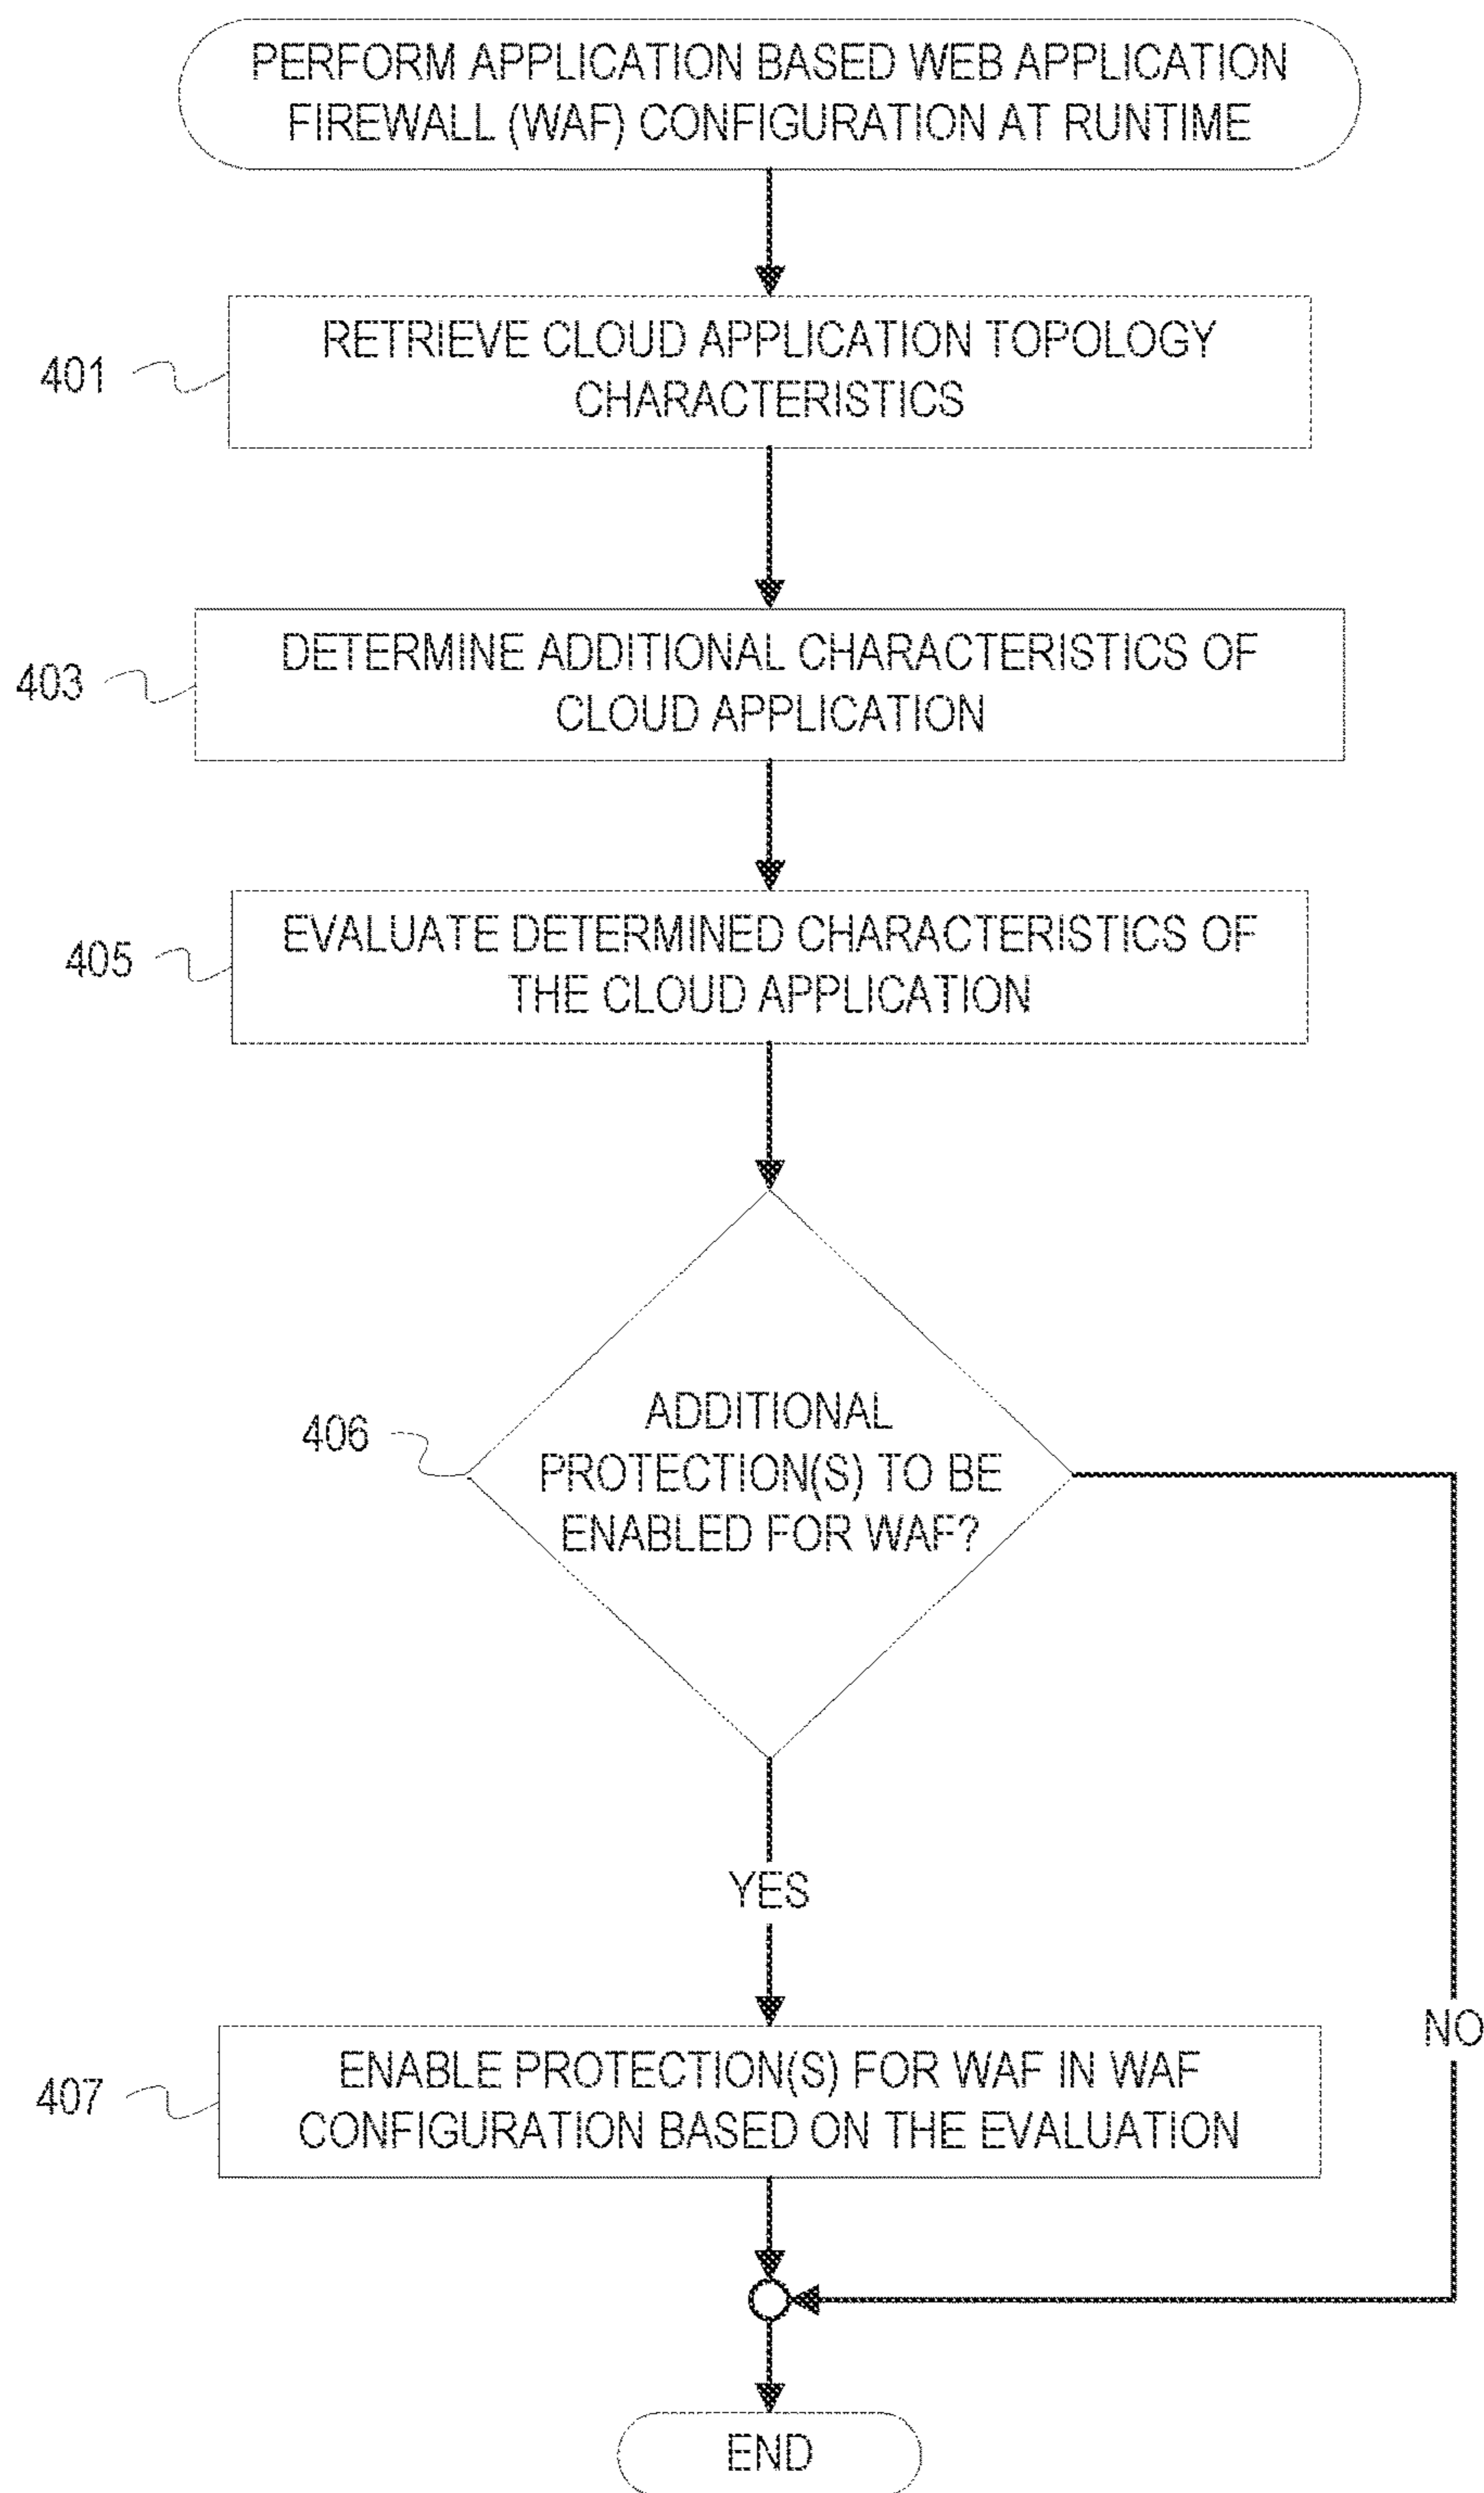 PERFORM APPLICATION BASED WEB APPLICATION
FIREWALL (WAF) CONFIGURATION AT RUNTIME
401
RETRIEVE CLOUD APPLICATION TOPOLOGY
CHARACTERISTICS
403
DETERMINE ADDITIONAL CHARACTERISTICS OF
CLOUD APPLICATION
405
EVALUATE DETERMINED CHARACTERISTICS OF
THE CLOUD APPLICATION
406
ADDITIONAL
PROTECTION(S) TO BE
ENABLED FOR WAF?
YES
NO
407
ENABLE PROTECTION(S) FOR WAF IN WAF
CONFIGURATION BASED ON THE EVALUATION
END